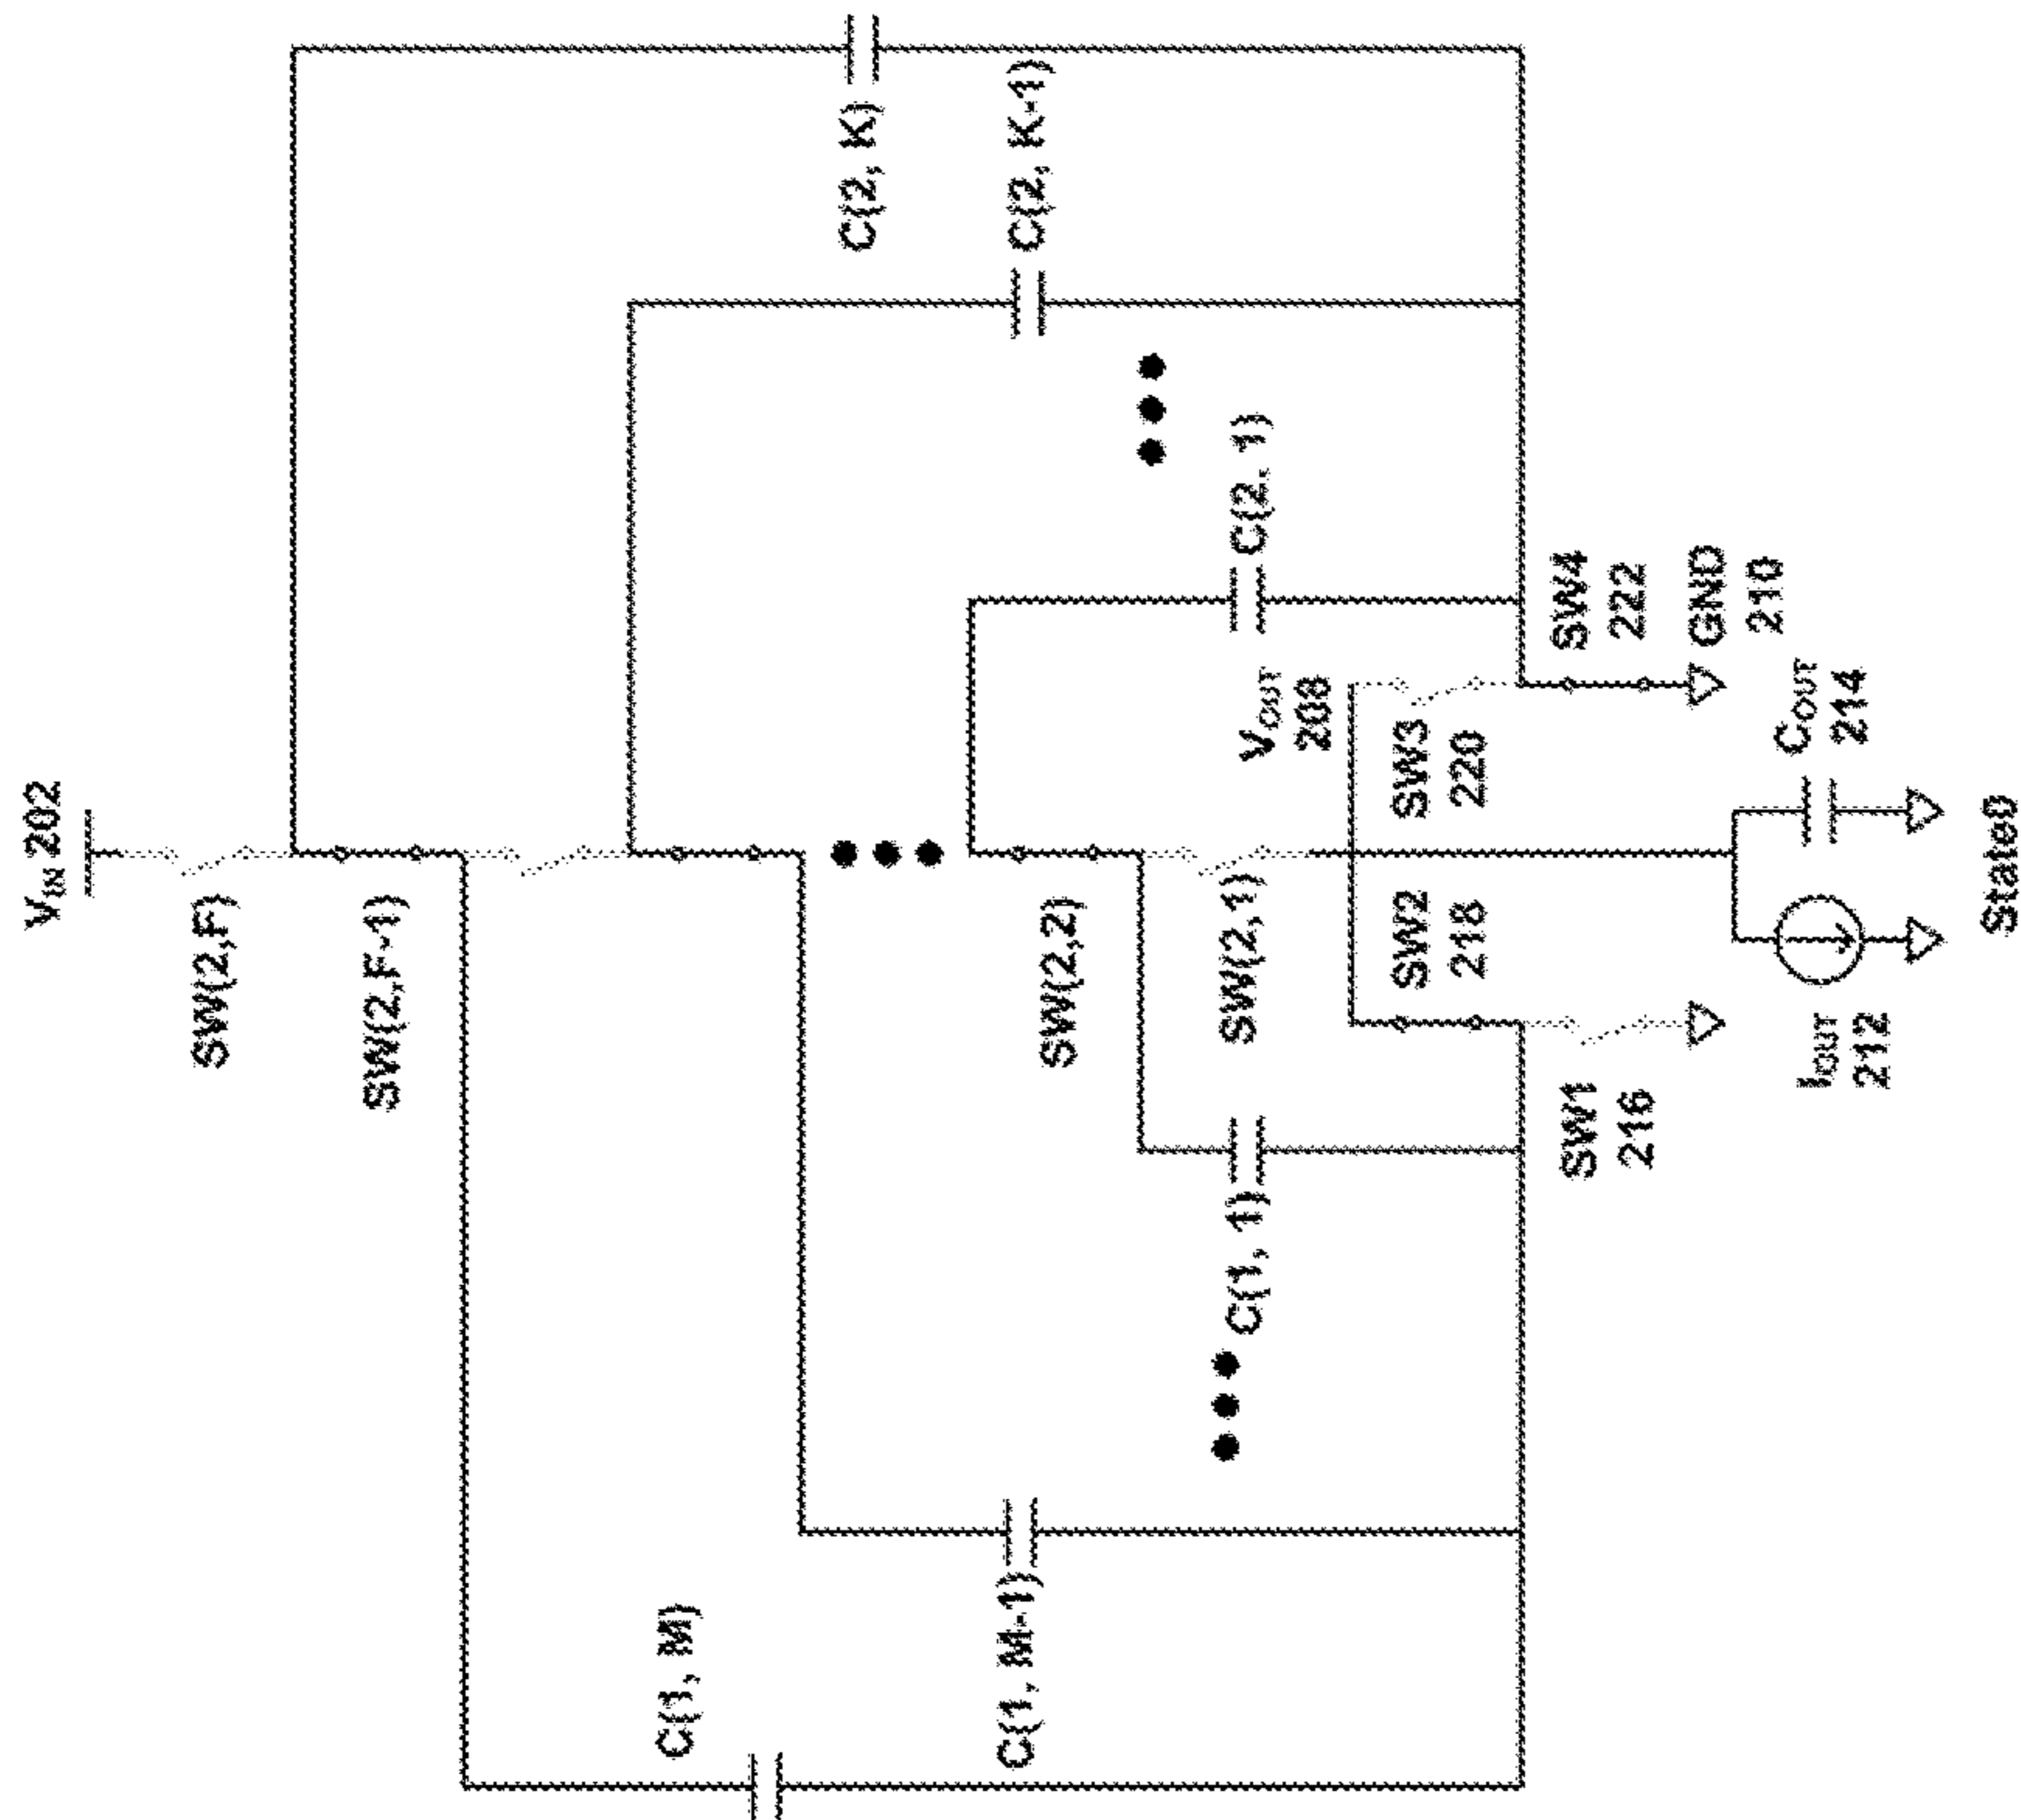 V_IN 202
SW(2,F)
SW(2,F-1)
SW(2,2)
SW(2,1)
C(2, K)
C(2, K-1)
C(2, 1)
C(1, M)
C(1, M-1)
C(1, 1)
V_OUT
208
SW2
218
SW3
220
SW1
216
SW4
222
GND
210
I_OUT
212
C_OUT
214
State0